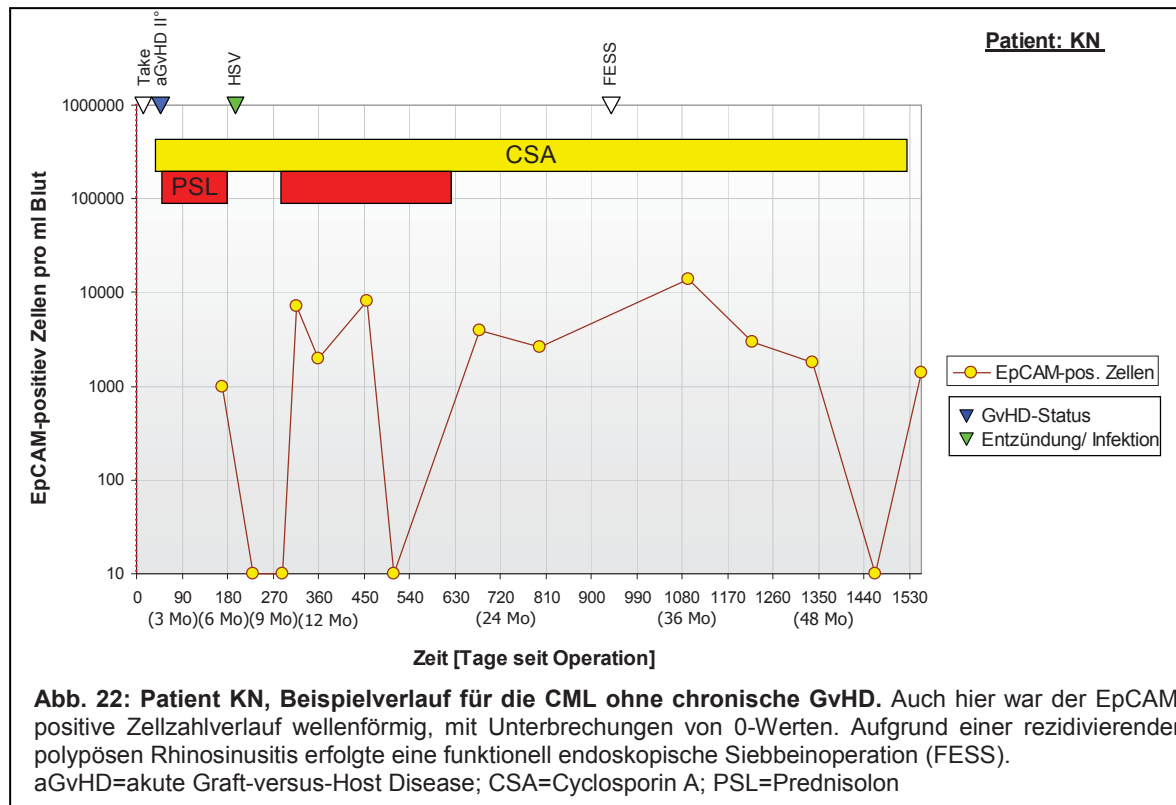 Patient: KN
Take
aGvHD II°
HSV
FESS
EpCAM-positiev Zellen pro ml Blut
1000000
100000
10000
1000
100
10
CSA
PSL
0 90 180 270 360 450 540 630 720 810 900 990 1080 1170 1260 1350 1440 1530
(3 Mo)(6 Mo)(9 Mo)(12 Mo) (24 Mo) (36 Mo) (48 Mo)
Zeit [Tage seit Operation]
EpCAM-pos. Zellen
GvHD-Status
Entzündung/ Infektion
Abb. 22: Patient KN, Beispielverlauf für die CML ohne chronische GvHD. Auch hier war der EpCAM
positive Zellzahlverlauf wellenförmig, mit Unterbrechungen von 0-Werten. Aufgrund einer rezidivierender
polypösen Rhinosinusitis erfolgte eine funktionell endoskopische Siebbeinoperation (FESS).
aGvHD=akute Graft-versus-Host Disease; CSA=Cyclosporin A; PSL=Prednisolon